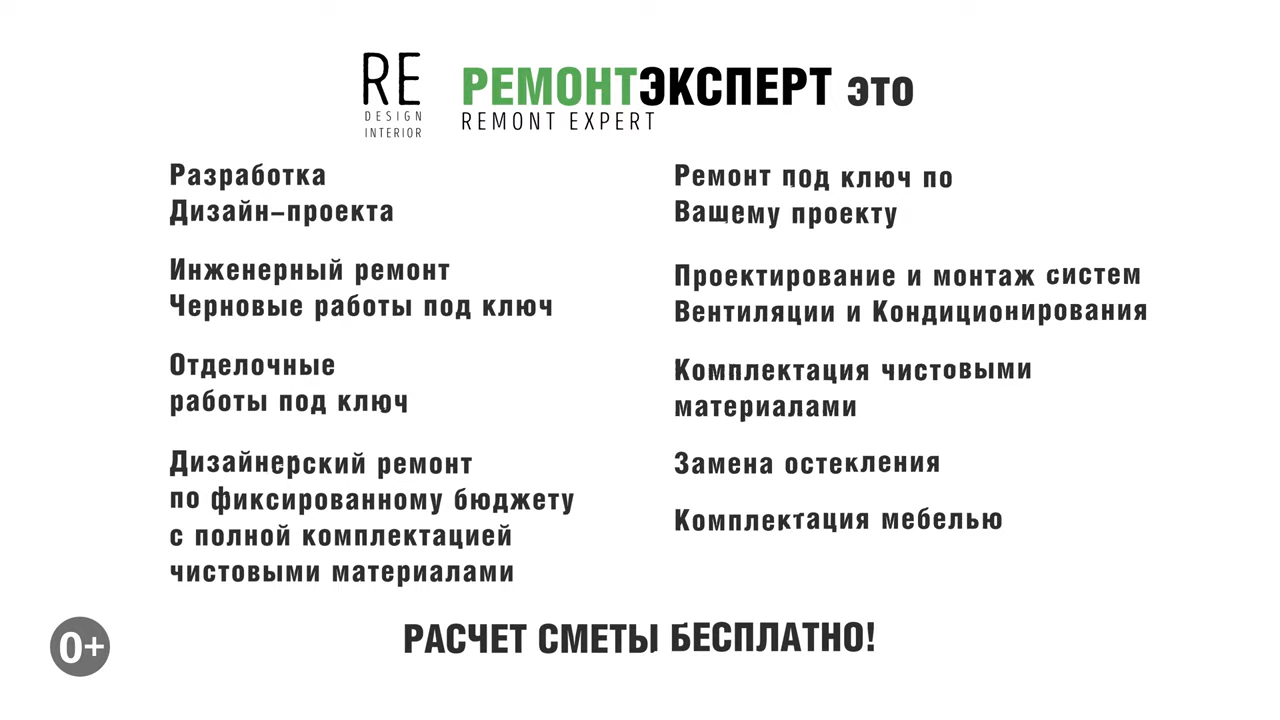 RE
DESIGN
INTERIOR
РЕМОНТЭКСПЕРТ это
REMONT EXPERT
Разработка
Дизайн-проекта
Инженерный ремонт
Черновые работы под ключ
Отделочные
работы под ключ
Дизайнерский ремонт
по фиксированному бюджету
с полной комплектацией
чистовыми материалами
Ремонт под ключ по
Вашему проекту
Проектирование и монтаж систем
Вентиляции и Кондиционирования
Комплектация чистовыми
материалами
Замена остекления
Комплектация мебелью
РАСЧЕТ СМЕТЫ БЕСПЛАТНО!
0+